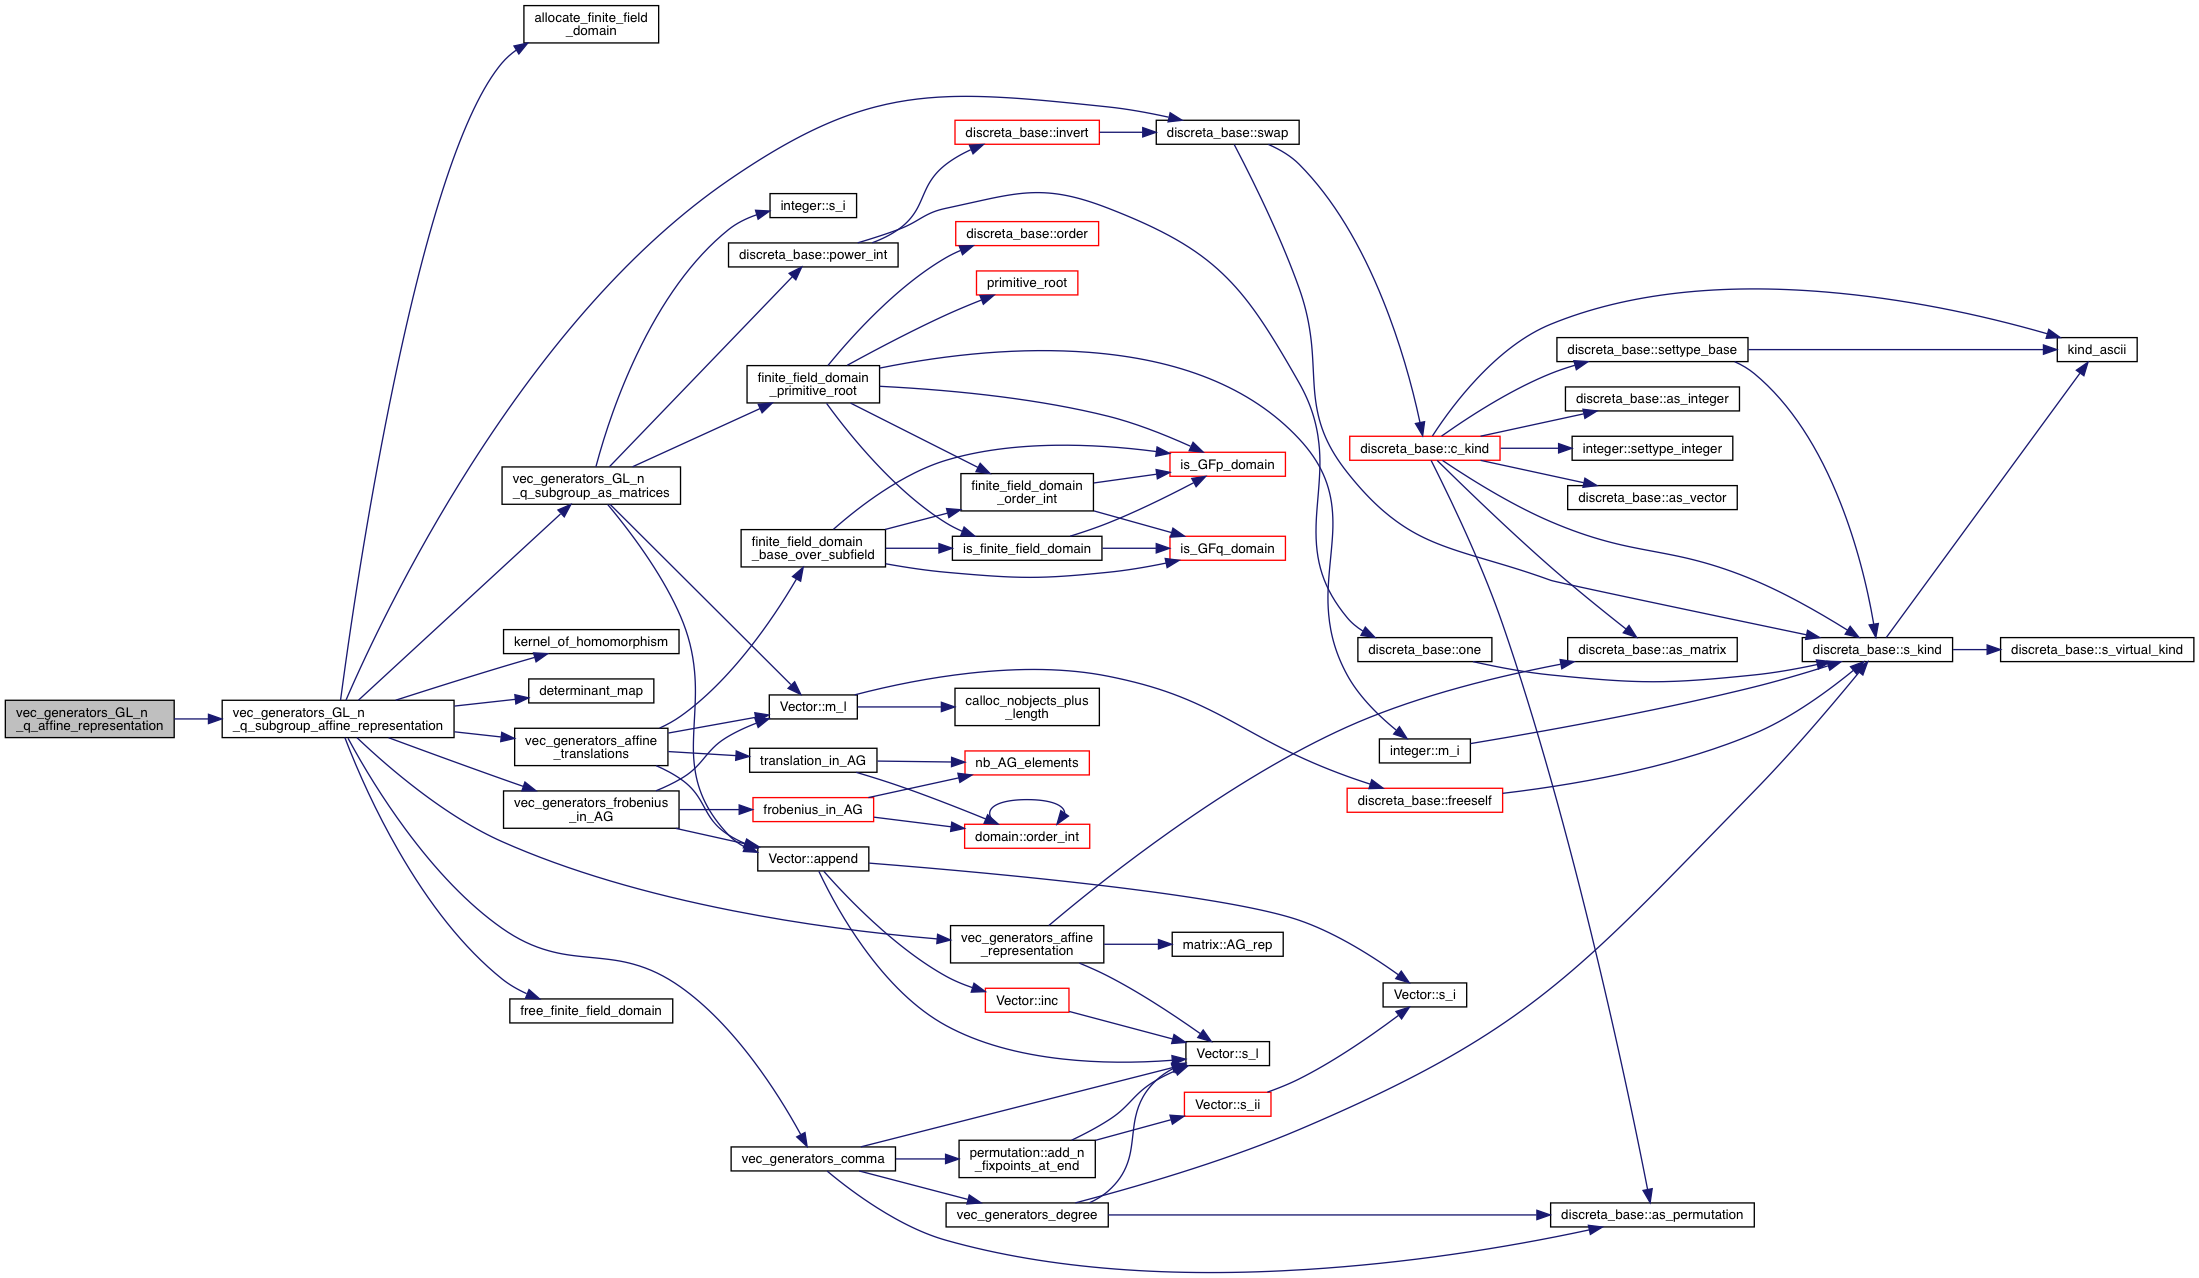 vec_generators_GL_n
_q_affine_representation
vec_generators_GL_n
_q_subgroup_affine_representation
allocate_finite_field
_domain
vec_generators_GL_n
_q_subgroup_as_matrices
kernel_of_homomorphism
determinant_map
vec_generators_affine
_translations
vec_generators_frobenius
_in_AG
free_finite_field_domain
integer::s_i
discreta_base::power_int
finite_field_domain
_primitive_root
finite_field_domain
_base_over_subfield
Vector::m_l
translation_in_AG
frobenius_in_AG
Vector::append
vec_generators_comma
discreta_base::invert
discreta_base::order
primitive_root
finite_field_domain
_order_int
is_finite_field_domain
calloc_nobjects_plus
_length
nb_AG_elements
domain::order_int
vec_generators_affine
_representation
Vector::inc
permutation::add_n
_fixpoints_at_end
vec_generators_degree
discreta_base::swap
is_GFp_domain
is_GFq_domain
matrix::AG_rep
Vector::s_l
Vector::s_ii
discreta_base::c_kind
discreta_base::one
integer::m_i
discreta_base::freeself
Vector::s_i
discreta_base::settype_base
discreta_base::as_integer
integer::settype_integer
discreta_base::as_vector
discreta_base::as_matrix
discreta_base::as_permutation
discreta_base::s_kind
kind_ascii
discreta_base::s_virtual_kind